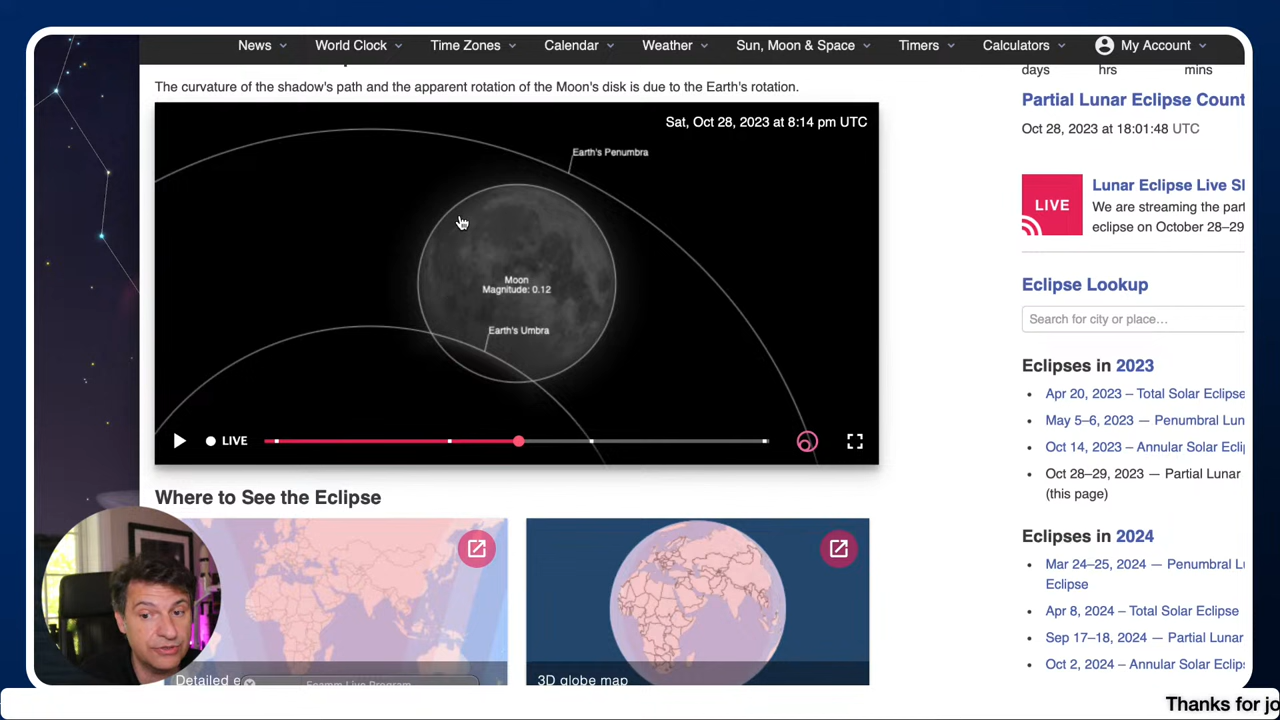 News
World Clock
Time Zones
Calendar
Weather
Sun, Moon & Space
Timers
Calculators
My Account
The curvature of the shadow's path and the apparent rotation of the Moon's disk is due to the Earth's rotation.
Sat, Oct 28, 2023 at 8:14 pm UTC
Earth's Penumbra
Moon
Magnitude: 0.12
Earth's Umbra
LIVE
Where to See the Eclipse
Detailed e
Ecamm Live Program
3D globe map
days hrs mins
Partial Lunar Eclipse Count
Oct 28, 2023 at 18:01:48 UTC
LIVE
Lunar Eclipse Live Sl
We are streaming the part
eclipse on October 28–29
Eclipse Lookup
Search for city or place…
Eclipses in 2023
Apr 20, 2023 – Total Solar Eclipse
May 5–6, 2023 — Penumbral Lun
Oct 14, 2023 – Annular Solar Ecli
Oct 28–29, 2023 — Partial Lunar
(this page)
Eclipses in 2024
Mar 24–25, 2024 — Penumbral Lu
Eclipse
Apr 8, 2024 – Total Solar Eclipse
Sep 17–18, 2024 — Partial Lunar
Oct 2, 2024 – Annular Solar Eclips
Thanks for jo